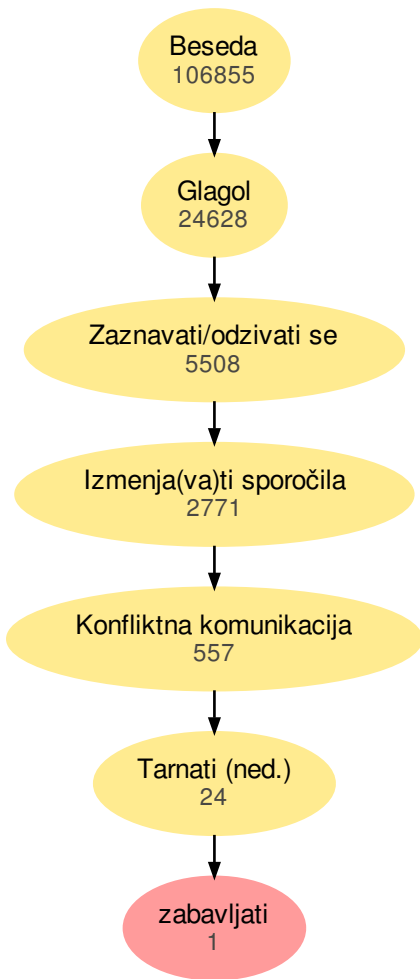 Beseda
106855
Glagol
24628
Zaznavati/odzivati se
5508
Izmenja(va)ti sporočila
2771
Konfliktna komunikacija
557
Tarnati (ned.)
24
zabavljati
1